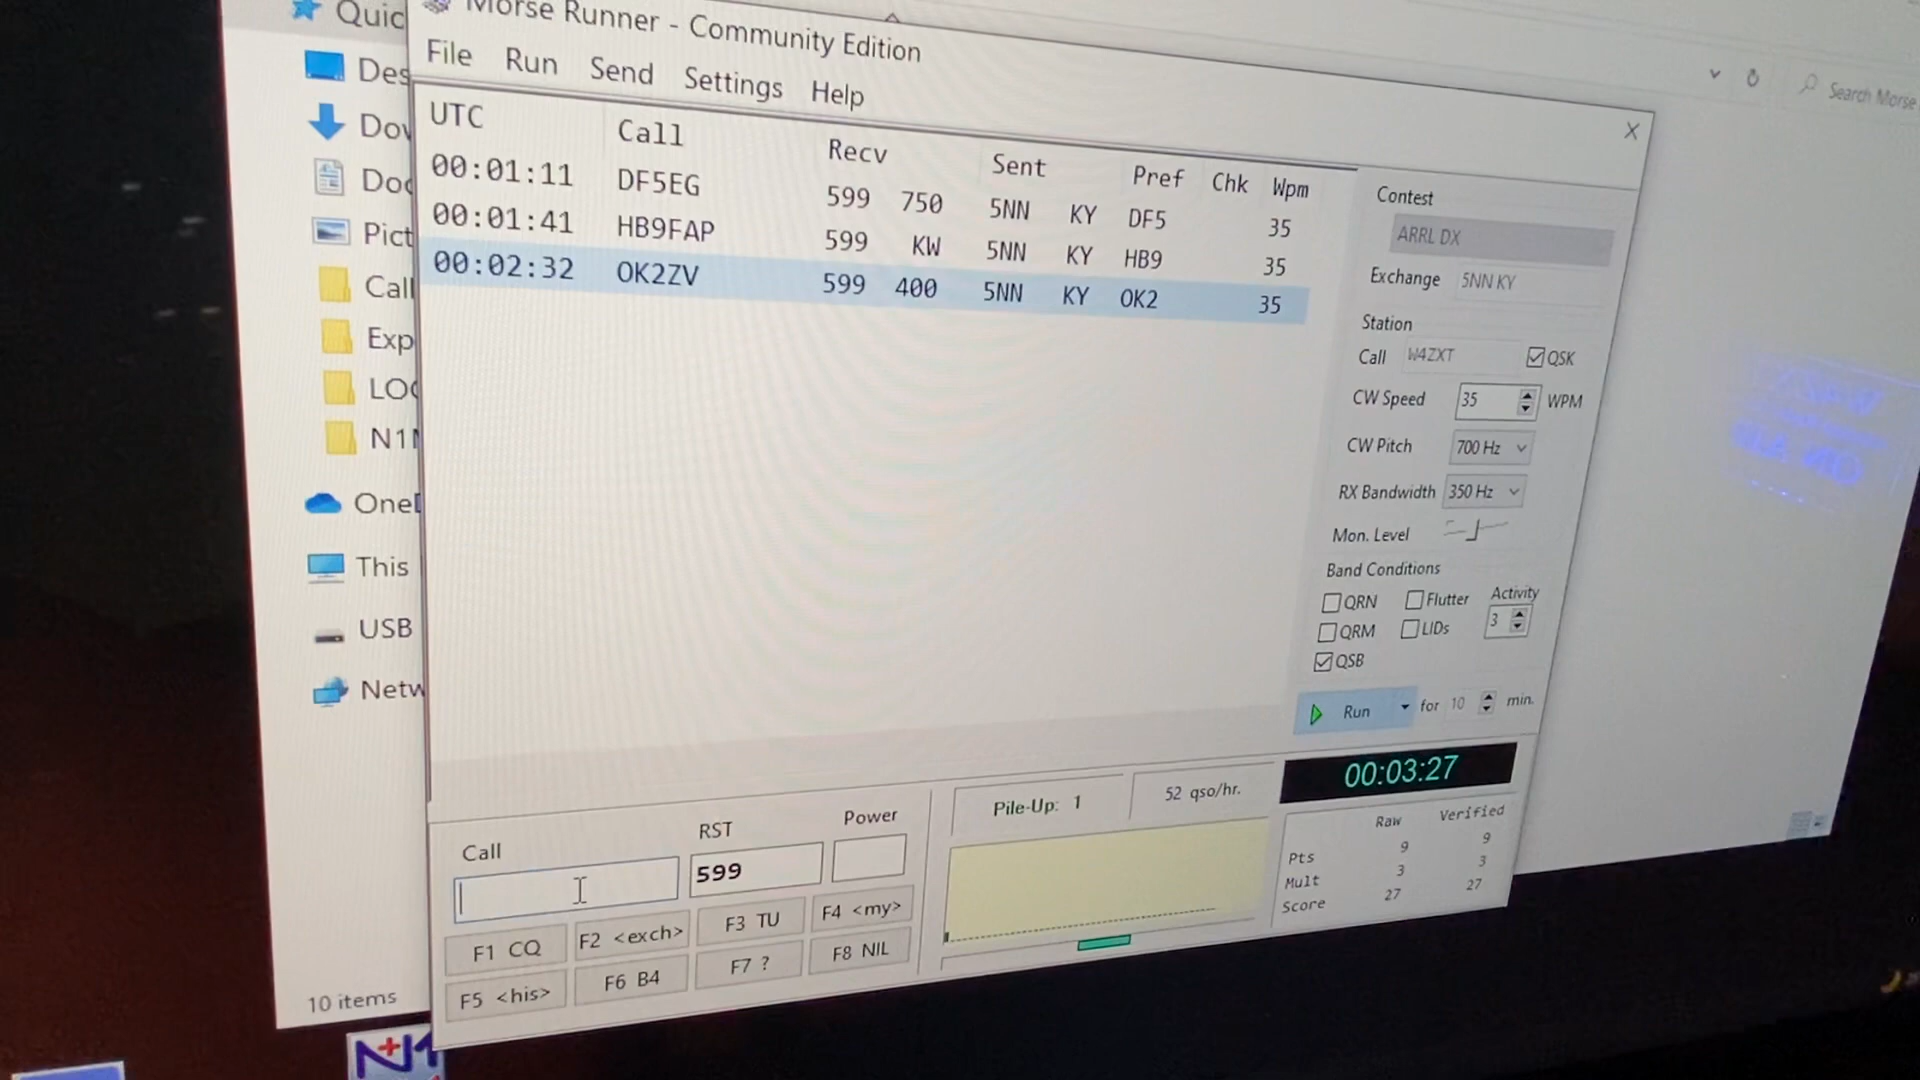 Quic
Morse Runner - Community Edition
File Run Send Settings Help
Des
Dov
Doc
Pict
Call
Exp
LOG
N1
OneD
This
USB
Netw
10 items
Search Morse
UTC Call Recv Sent Pref Chk Wpm
00:01:11 DF5EG 599 750 5NN KY DF5 35
00:01:41 HB9FAP 599 KW 5NN KY HB9 35
00:02:32 OK2ZV 599 400 5NN KY OK2 35
Contest
ARRL DX
Exchange 5NN KY
Station
Call W4ZXT QSK
CW Speed 35 WPM
CW Pitch 700 Hz
RX Bandwidth 350 Hz
Mon. Level
Band Conditions
QRN Flutter Activity
QRM LIDs 3
QSB
Run for 10 min.
00:03:27
Call RST Power
599
F1 CQ F2 <exch> F3 TU F4 <my>
F5 <his> F6 B4 F7 ? F8 NIL
Pile-Up: 1
52 qso/hr.
Raw Verified
Pts 9 9
Mult 3 3
Score 27 27